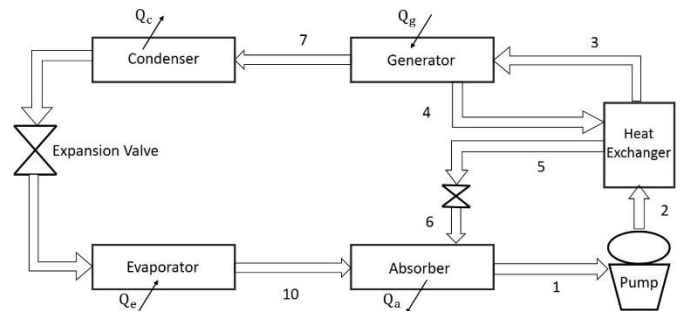 Q_c
7
Q_g
3
Condenser
Generator
4
Heat
Exchanger
Expansion Valve
5
6
2
Evaporator
10
Absorber
1
Pump
Q_e
Q_a